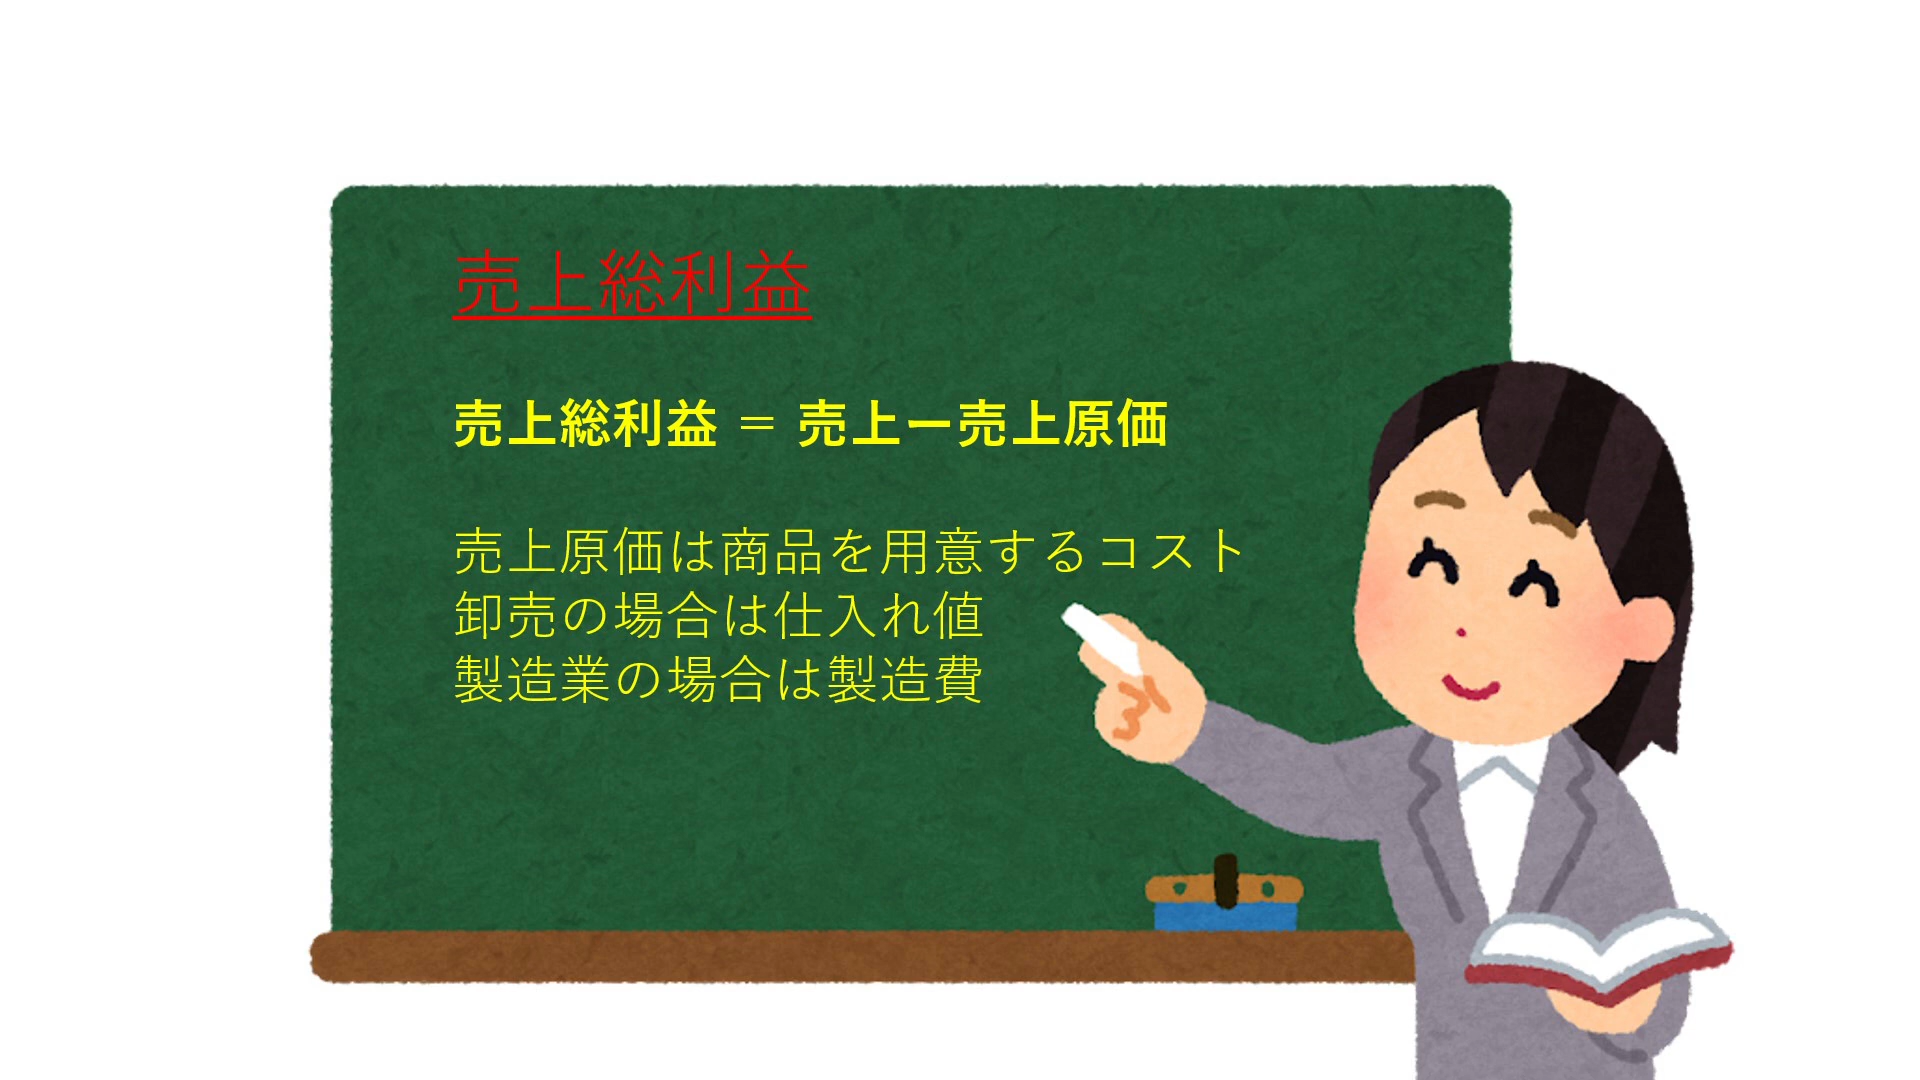 売上総利益
売上総利益 ＝ 売上ー売上原価
売上原価は商品を用意するコスト
卸売の場合は仕入れ値
製造業の場合は製造費